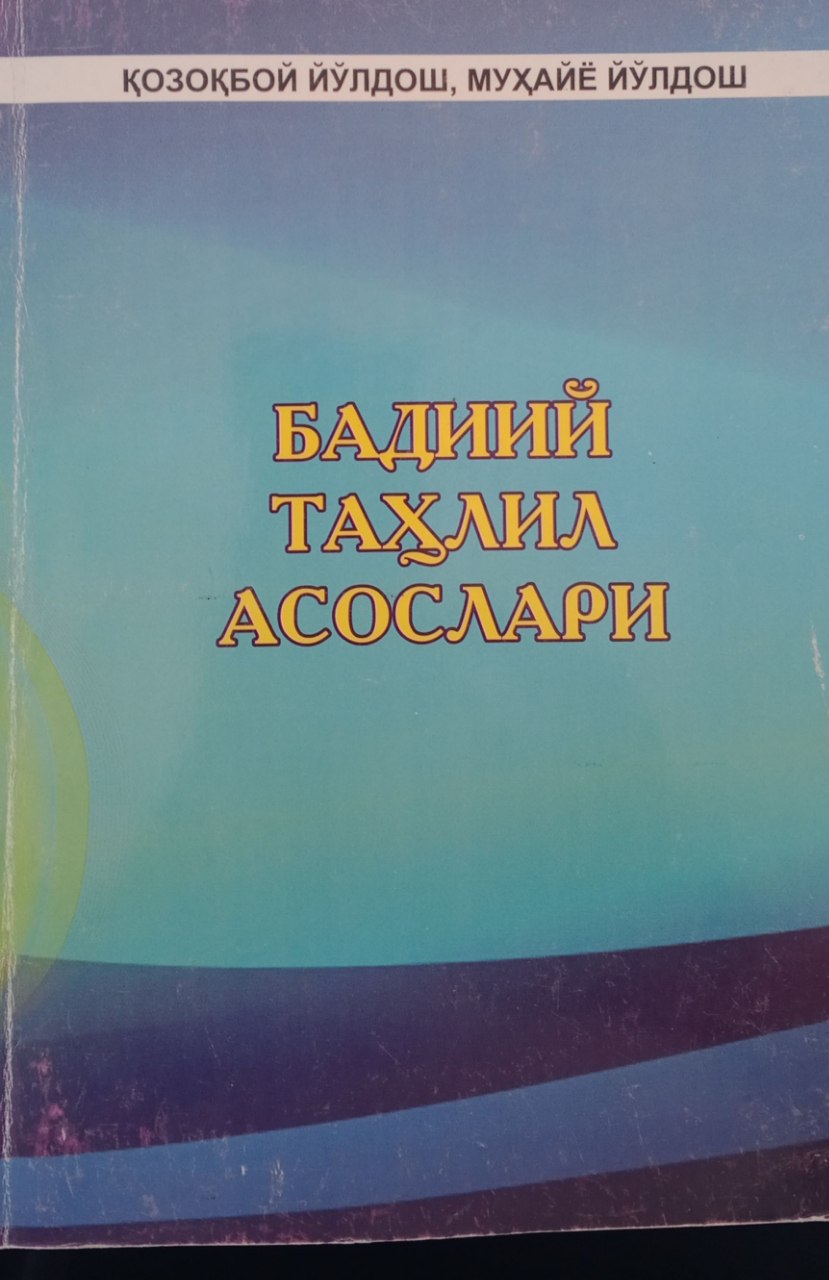 ҚОЗОҚБОЙ ЙЎЛДОШ, МУҲАЙЁ ЙЎЛДОШ
БАДИИЙ
ТАҲЛИЛ
АСОСЛАРИ